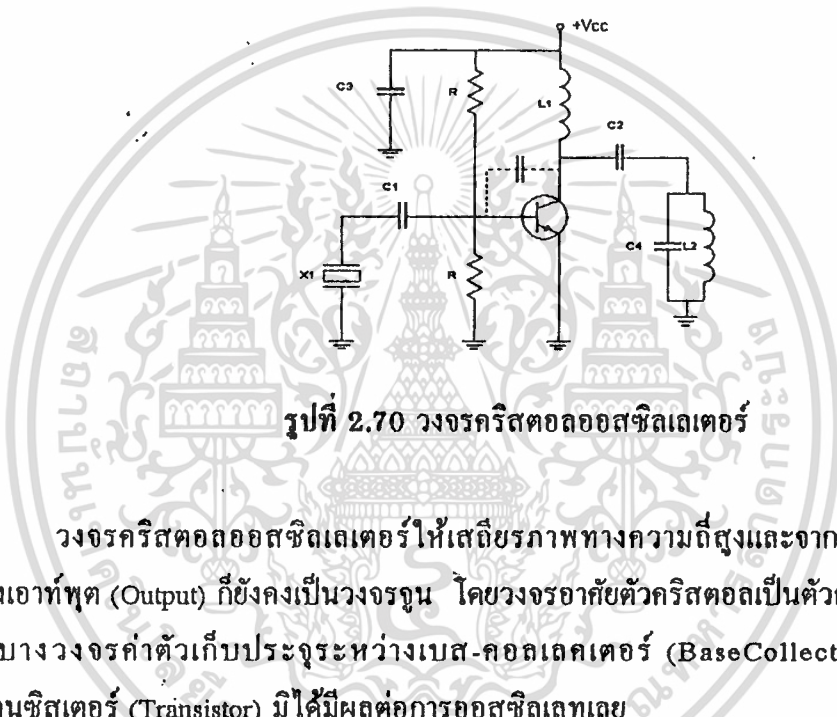 +Vcc
C3
R
L1
C2
C1
X1
R
C4
L2
รูปที่ 2.70 วงจรคริสตอลออสซิลเลเตอร์
วงจรคริสตอลออสซิลเลเตอร์ให้เสถียรภาพทางความถี่สูงและจาก
เอาท์พุต (Output) ก็ยังคงเป็นวงจรจูน โดยวงจรอาศัยตัวคริสตอลเป็นตัว
บางวงจรค่าตัวเก็บประจุระหว่างเบส-คอลเลคเตอร์ (BaseCollect
นซิสเตอร์ (Transistor) มิได้มีผลต่อการออสซิลเลทเลย